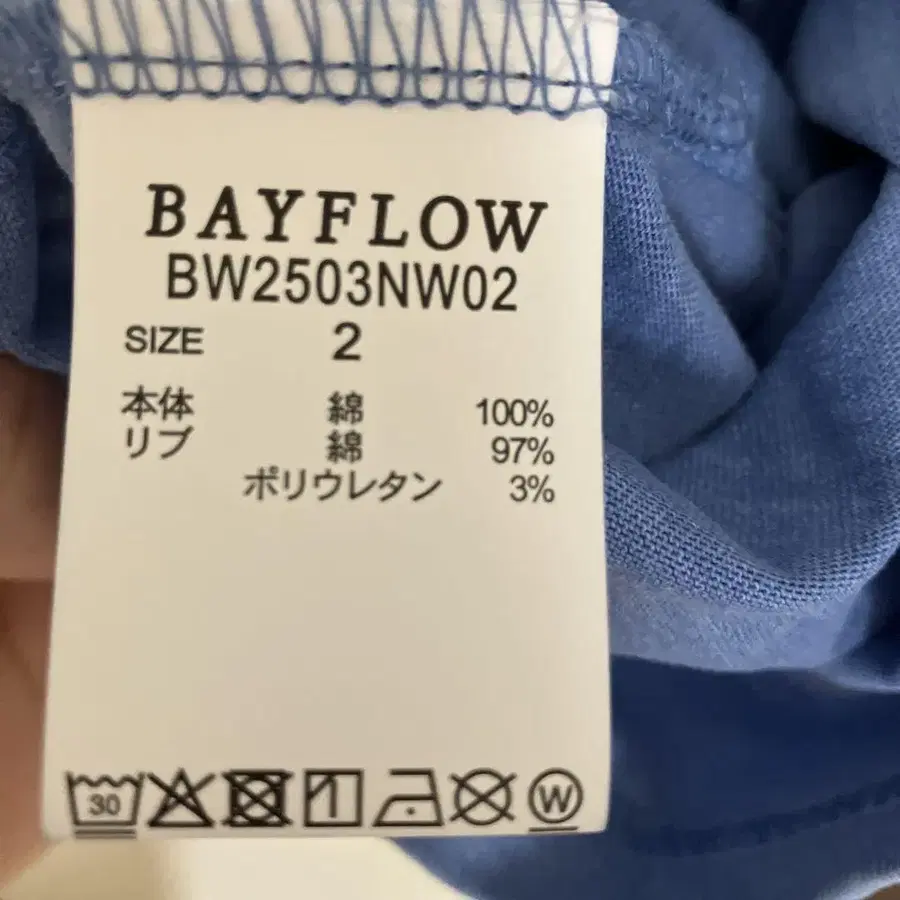 BAYFLOW
BW2503NW02
SIZE 2
本体 綿 100%
リブ 綿 97%
ポリウレタン 3%
30 W